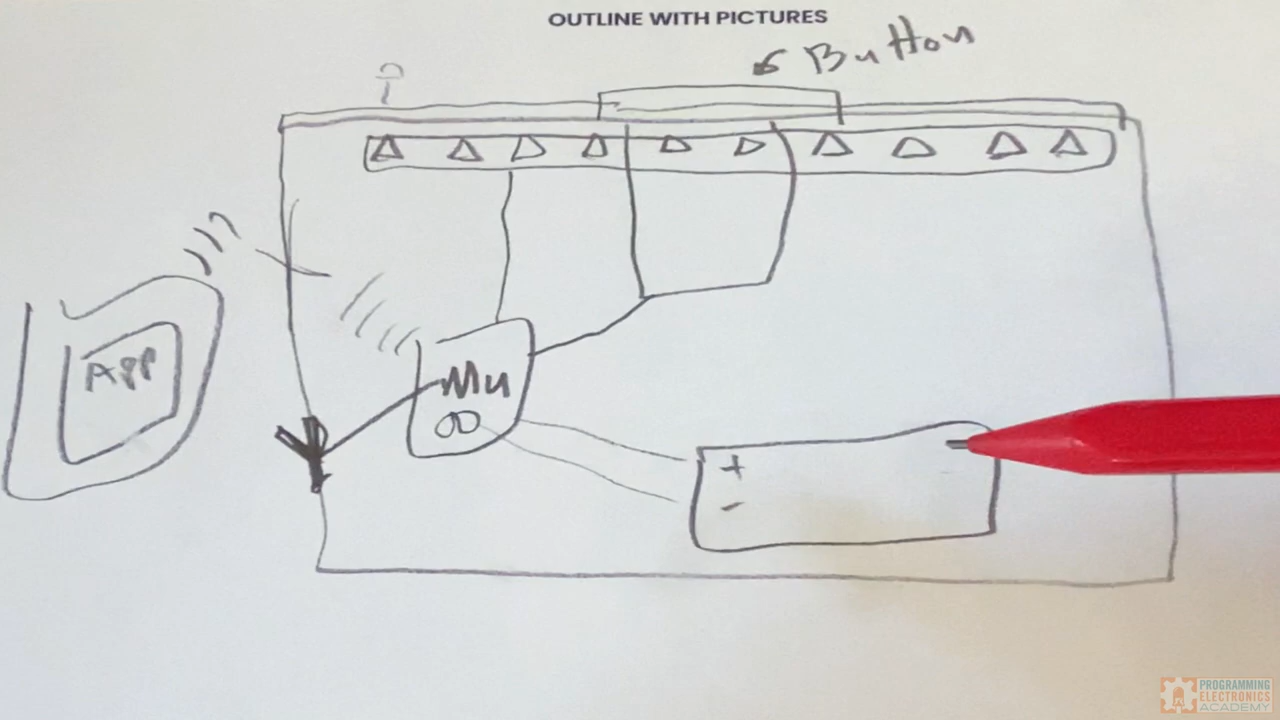 OUTLINE WITH PICTURES
Button
App
Mu
+
-
PROGRAMMING
ELECTRONICS
ACADEMY